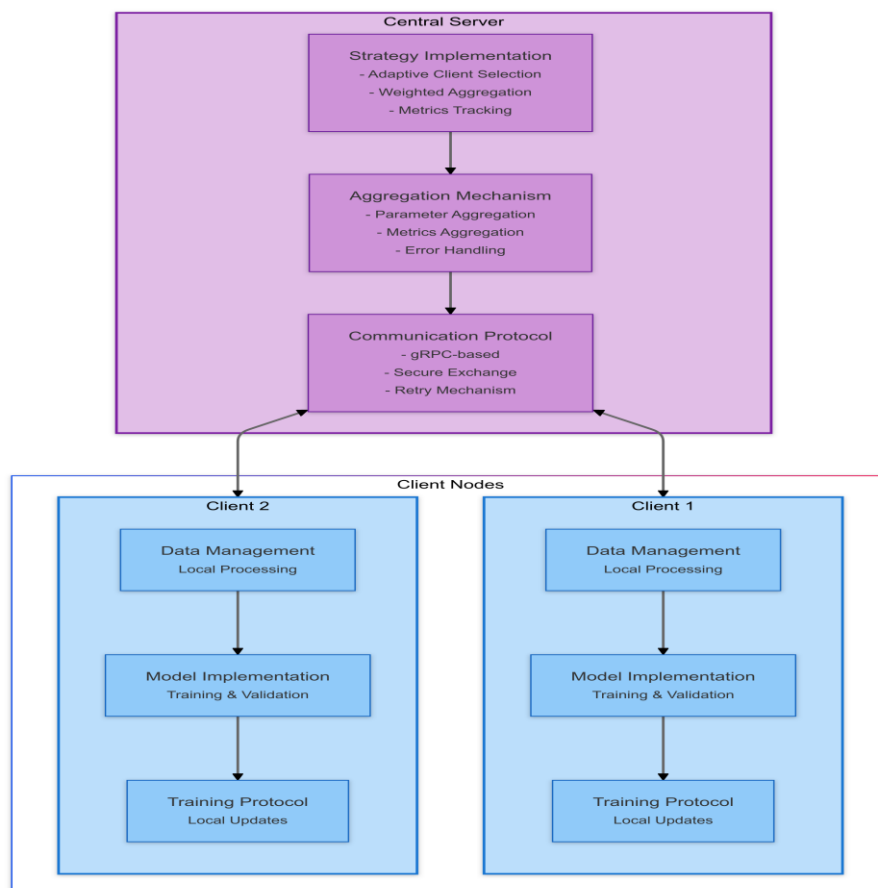 Central Server
Strategy Implementation
- Adaptive Client Selection
- Weighted Aggregation
- Metrics Tracking
Aggregation Mechanism
- Parameter Aggregation
- Metrics Aggregation
- Error Handling
Communication Protocol
- gRPC-based
- Secure Exchange
- Retry Mechanism
Client Nodes
Client 2
Data Management
Local Processing
Model Implementation
Training & Validation
Training Protocol
Local Updates
Client 1
Data Management
Local Processing
Model Implementation
Training & Validation
Training Protocol
Local Updates